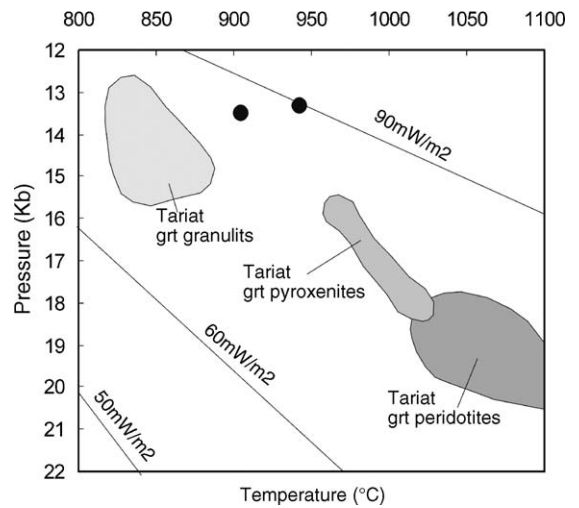 800 850 900 950 1000 1050 1100
12
13
14
15
16
17
18
19
20
21
22
Pressure (Kb)
90mW/m2
Tariat
grt granulits
Tariat
grt pyroxenites
60mW/m2
Tariat
grt peridotites
50mW/m2
Temperature (°C)